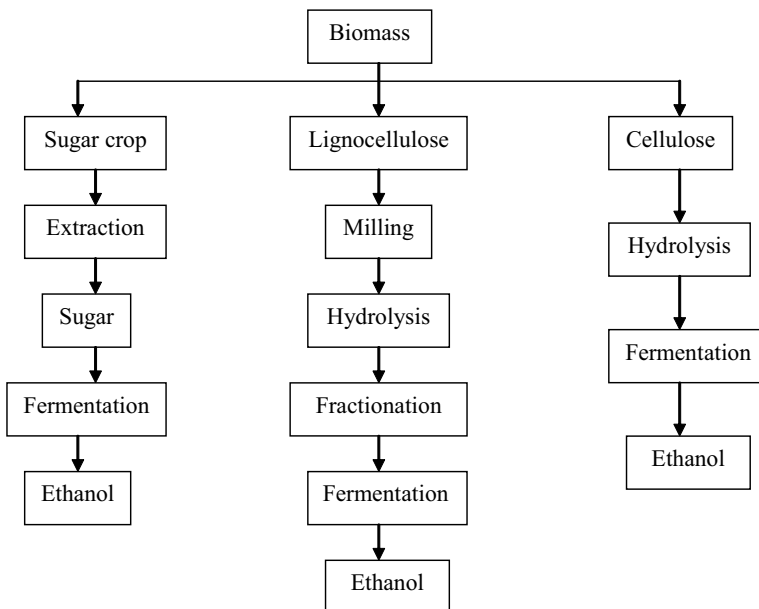 Biomass
Sugar crop
Lignocellulose
Cellulose
Extraction
Milling
Hydrolysis
Sugar
Hydrolysis
Fermentation
Fermentation
Fractionation
Ethanol
Ethanol
Fermentation
Ethanol